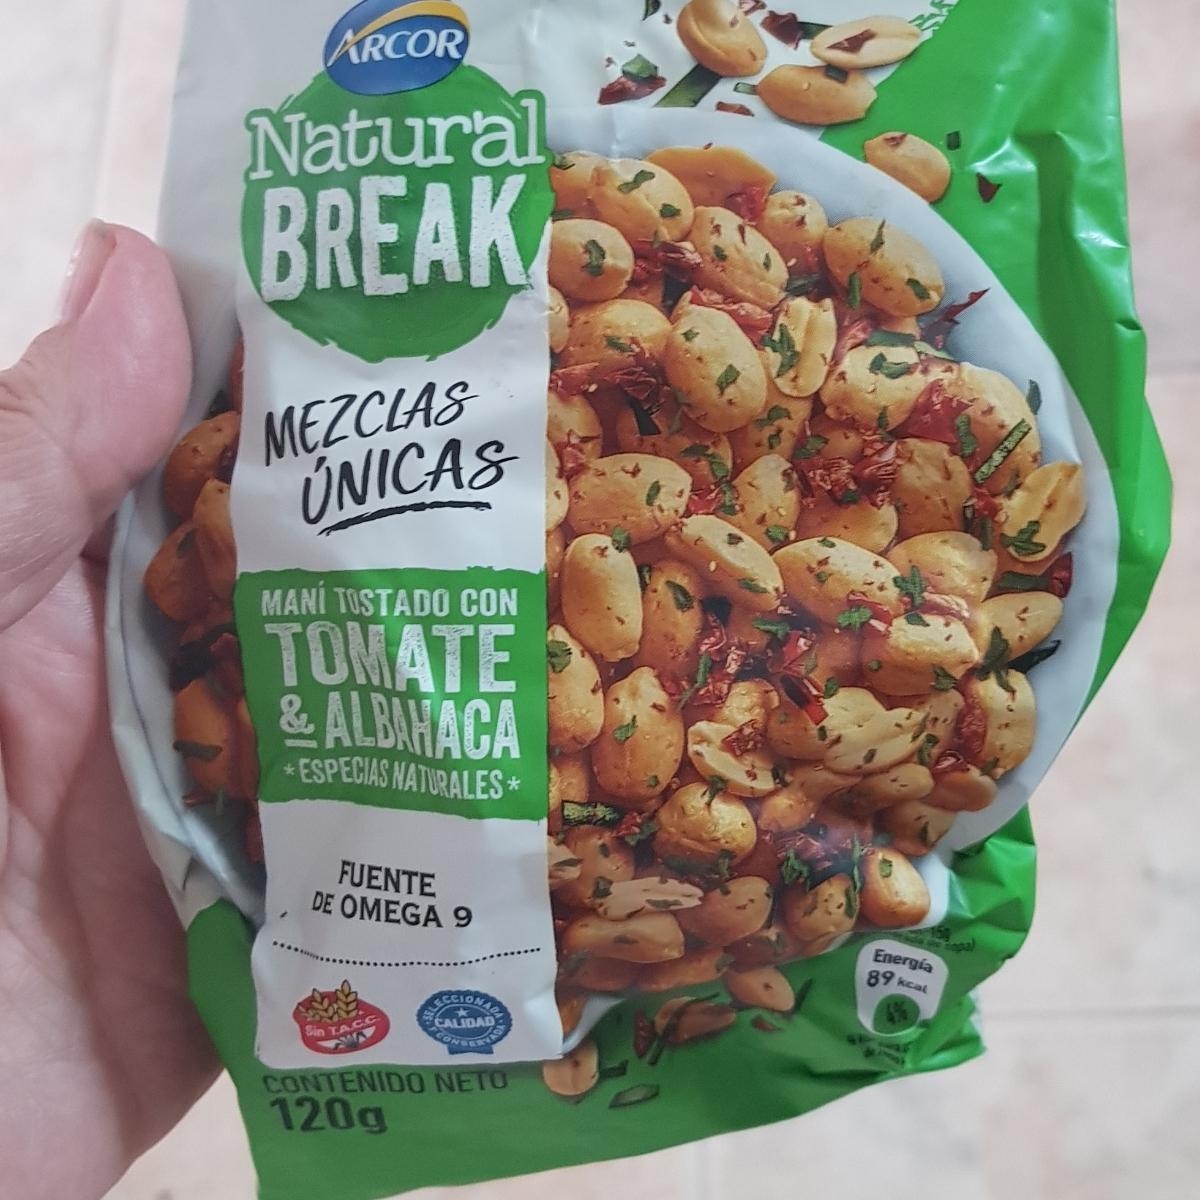 ARCOR
Natural
BREAK
MEZCLAS
ÚNICAS
MANÍ TOSTADO CON
TOMATE
& ALBAHACA
*ESPECIAS NATURALES*
FUENTE
DE OMEGA 9
Sin T.A.C.C.
SELECCIONADA
CALIDAD
Y CONSERVADA
Energía
89 kcal
4%
CONTENIDO NETO
120g